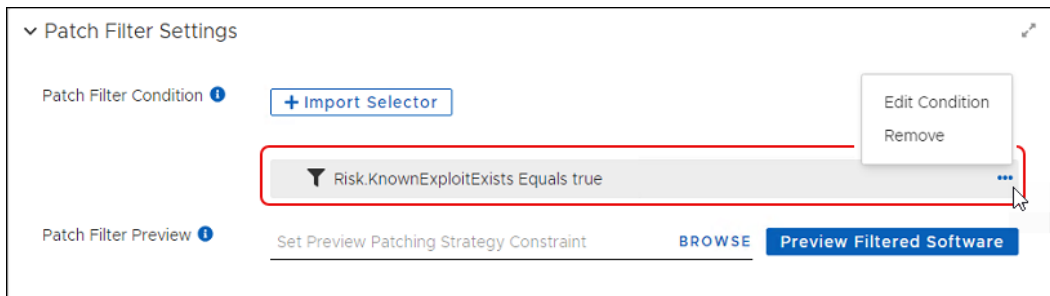 Patch Filter Settings
Patch Filter Condition
+ Import Selector
Edit Condition
Remove
Risk.KnownExploitExists Equals true
Patch Filter Preview
Set Preview Patching Strategy Constraint
BROWSE
Preview Filtered Software